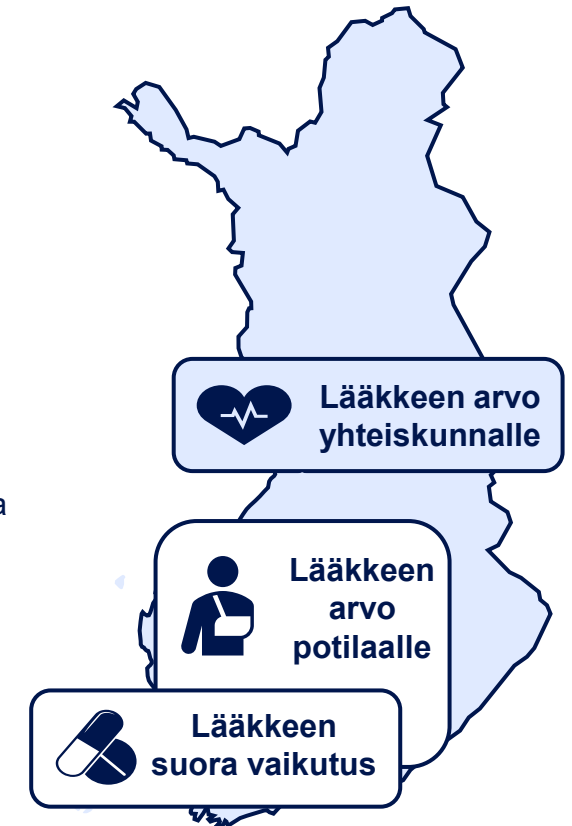 Lääkkeen arvo
yhteiskunnalle
a
Lääkkeen
arvo
potilaalle
Lääkkeen
suora vaikutus